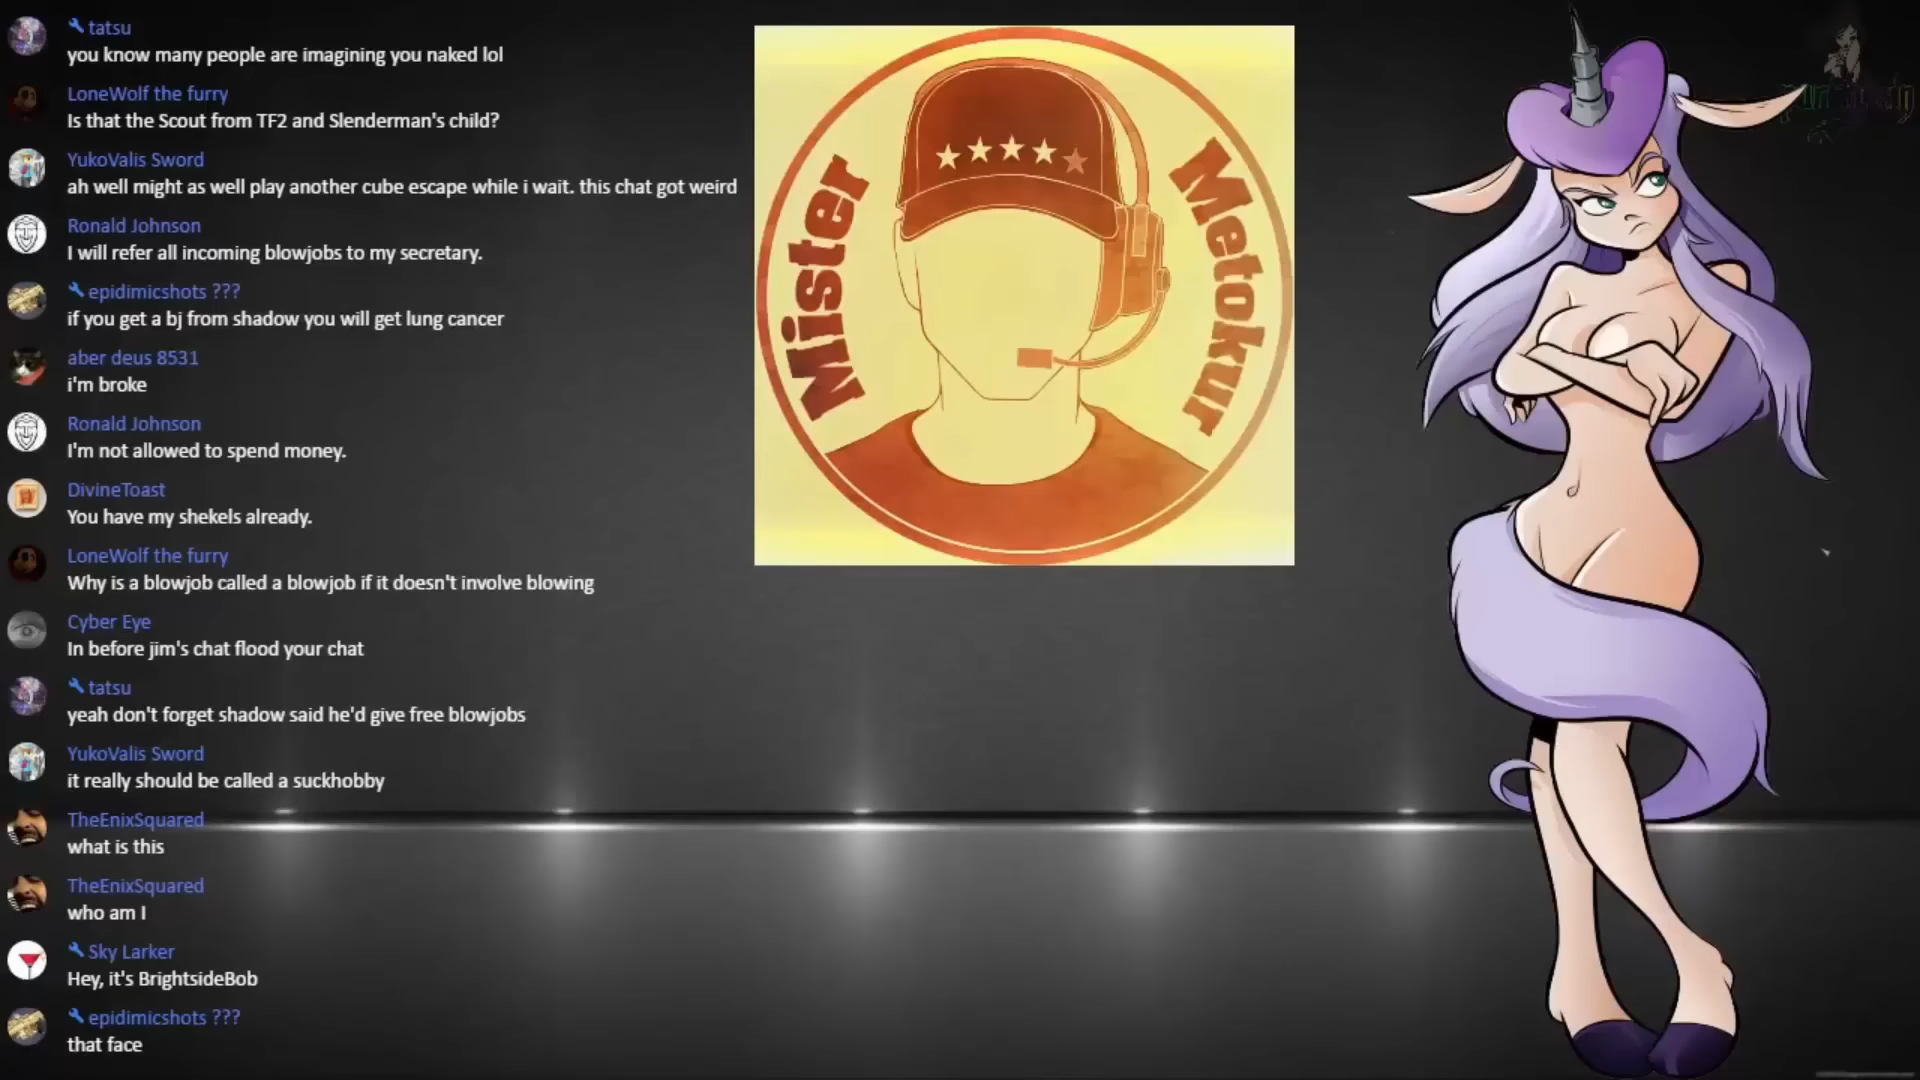 tatsu
you know many people are imagining you naked lol
LoneWolf the furry
Is that the Scout from TF2 and Slenderman's child?
YukoValis Sword
ah well might as well play another cube escape while i wait. this chat got weird
Ronald Johnson
I will refer all incoming blowjobs to my secretary.
epidimicshots ???
if you get a bj from shadow you will get lung cancer
aber deus 8531
i'm broke
Ronald Johnson
I'm not allowed to spend money.
DivineToast
You have my shekels already.
LoneWolf the furry
Why is a blowjob called a blowjob if it doesn't involve blowing
Cyber Eye
In before jim's chat flood your chat
tatsu
yeah don't forget shadow said he'd give free blowjobs
YukoValis Sword
it really should be called a suckhobby
TheEnixSquared
what is this
TheEnixSquared
who am I
Sky Larker
Hey, it's BrightsideBob
epidimicshots ???
that face
Mister
Metokur